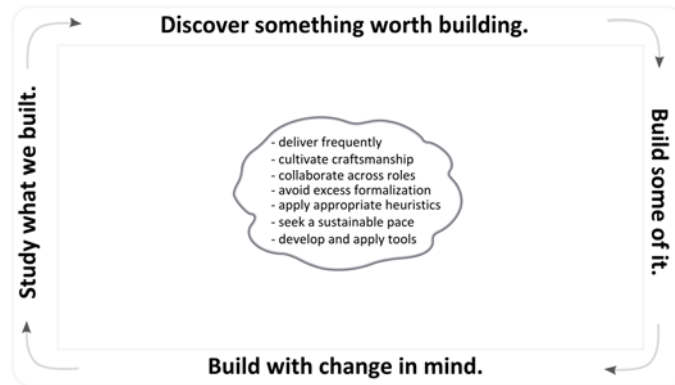 Discover something worth building.
Build some of it.
Build with change in mind.
Study what we built.
- deliver frequently
- cultivate craftsmanship
- collaborate across roles
- avoid excess formalization
- apply appropriate heuristics
- seek a sustainable pace
- develop and apply tools